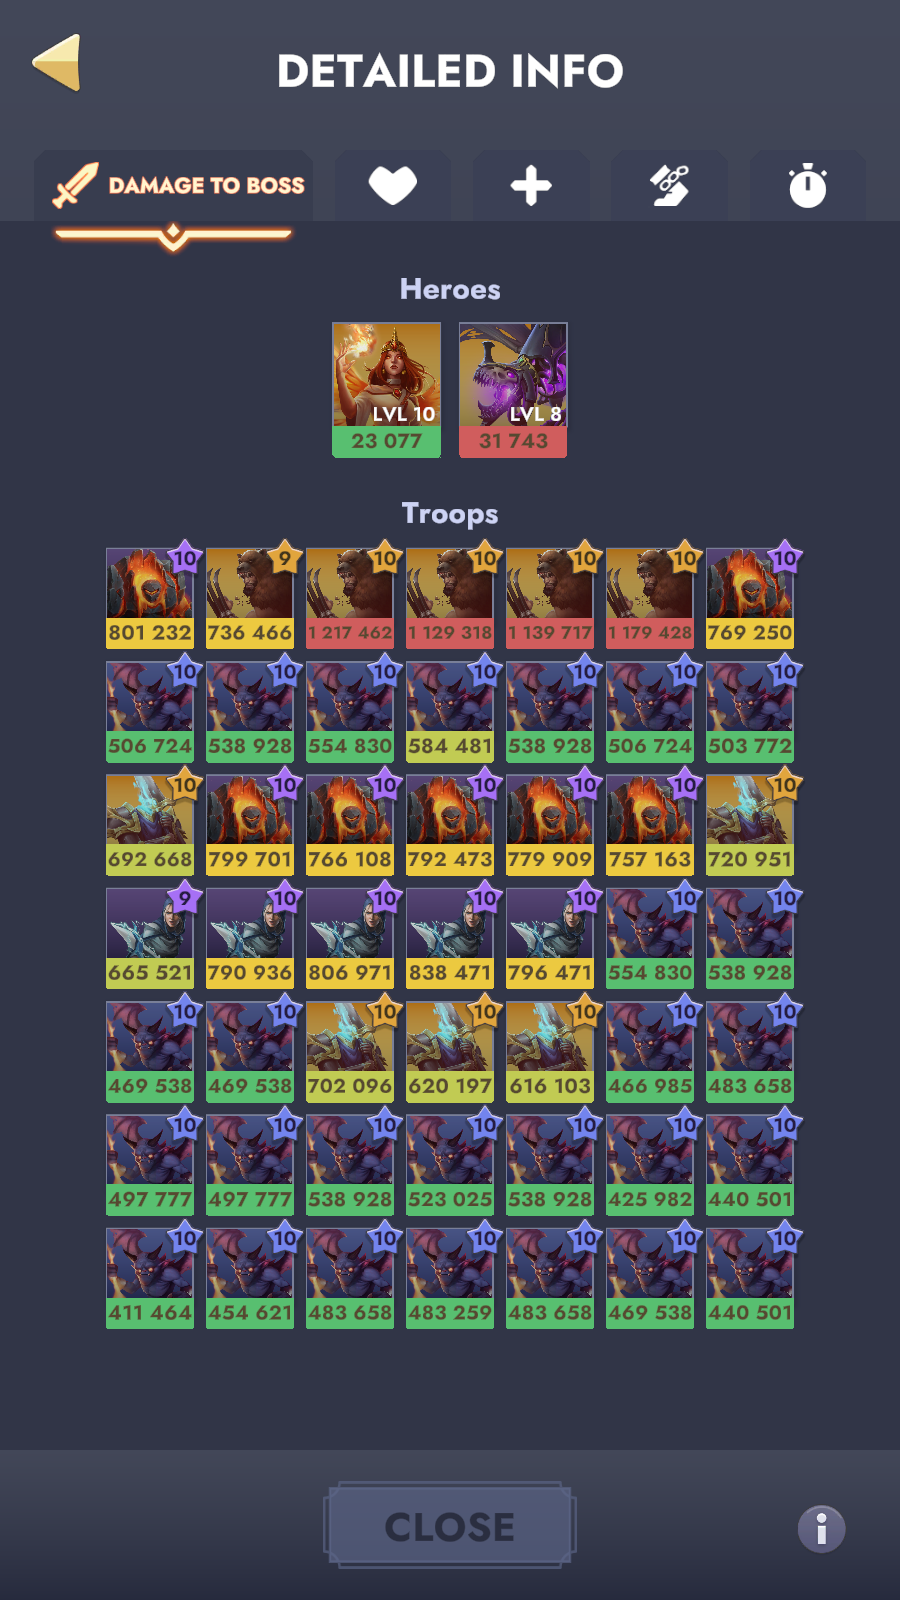 DETAILED INFO
DAMAGE TO BOSS
Heroes
LVL 10 LVL 8
23 077 31 743
Troops
10 9 10 10 10 10 10
801 232 736 466 1 217 462 1 129 318 1 139 717 1 179 428 769 250
10 10 10 10 10 10 10
506 724 538 928 554 830 584 481 538 928 506 724 503 772
10 10 10 10 10 10 10
692 668 799 701 766 108 792 473 779 909 757 163 720 951
9 10 10 10 10 10 10
665 521 790 936 806 971 838 471 796 471 554 830 538 928
10 10 10 10 10 10 10
469 538 469 538 702 096 620 197 616 103 466 985 483 658
10 10 10 10 10 10 10
497 777 497 777 538 928 523 025 538 928 425 982 440 501
10 10 10 10 10 10 10
411 464 454 621 483 658 483 259 483 658 469 538 440 501
CLOSE
i